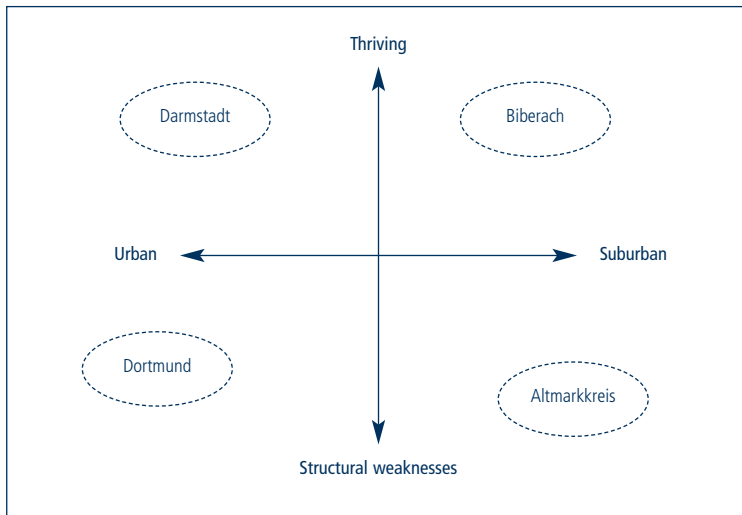 Thriving
Darmstadt
Biberach
Urban
Suburban
Dortmund
Altmarkkreis
Structural weaknesses